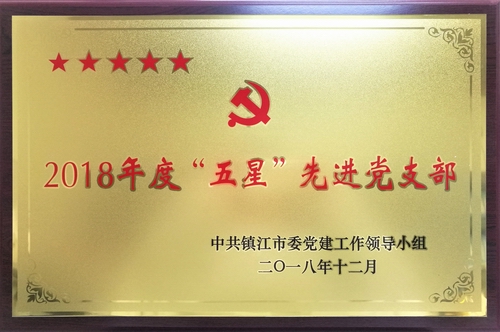 2018年度“五星”先进党支部
中共镇江市委党建工作领导小组
二〇一八年十二月